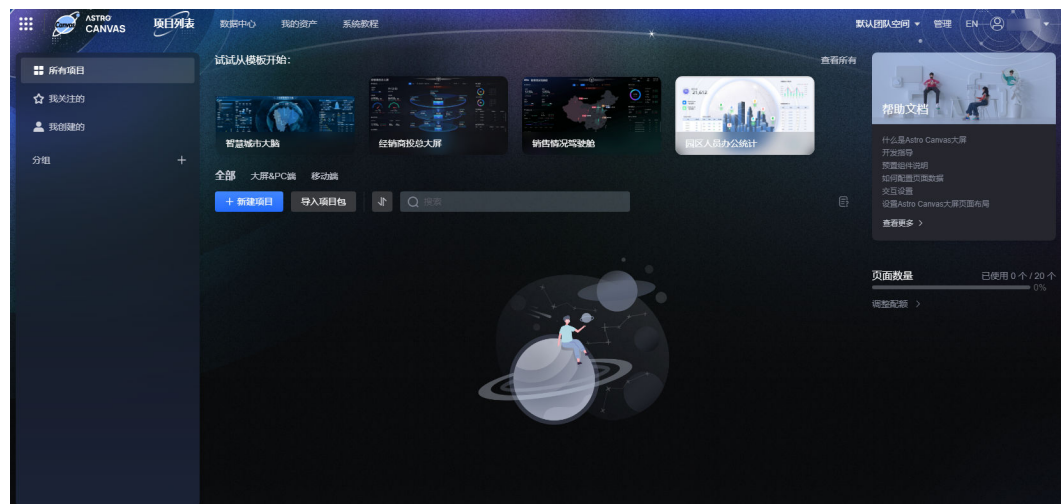 Canvas
ASTRO
CANVAS
项目列表
数据中心
我的资产
系统教程
默认团队空间
管理
EN
所有项目
我关注的
我创建的
分组
+
试试从模板开始:
查看所有
智慧城市大脑
经销商投总大屏
销售情况驾驶舱
园区人员办公统计
全部
大屏&PC端
移动端
+ 新建项目
导入项目包
搜索
帮助文档
什么是Astro Canvas大屏
开发指导
预置组件说明
如何配置页面数据
交互设置
设置Astro Canvas大屏页面布局
查看更多 >
页面数量
已使用 0 个 / 20 个
0%
调整配额 >